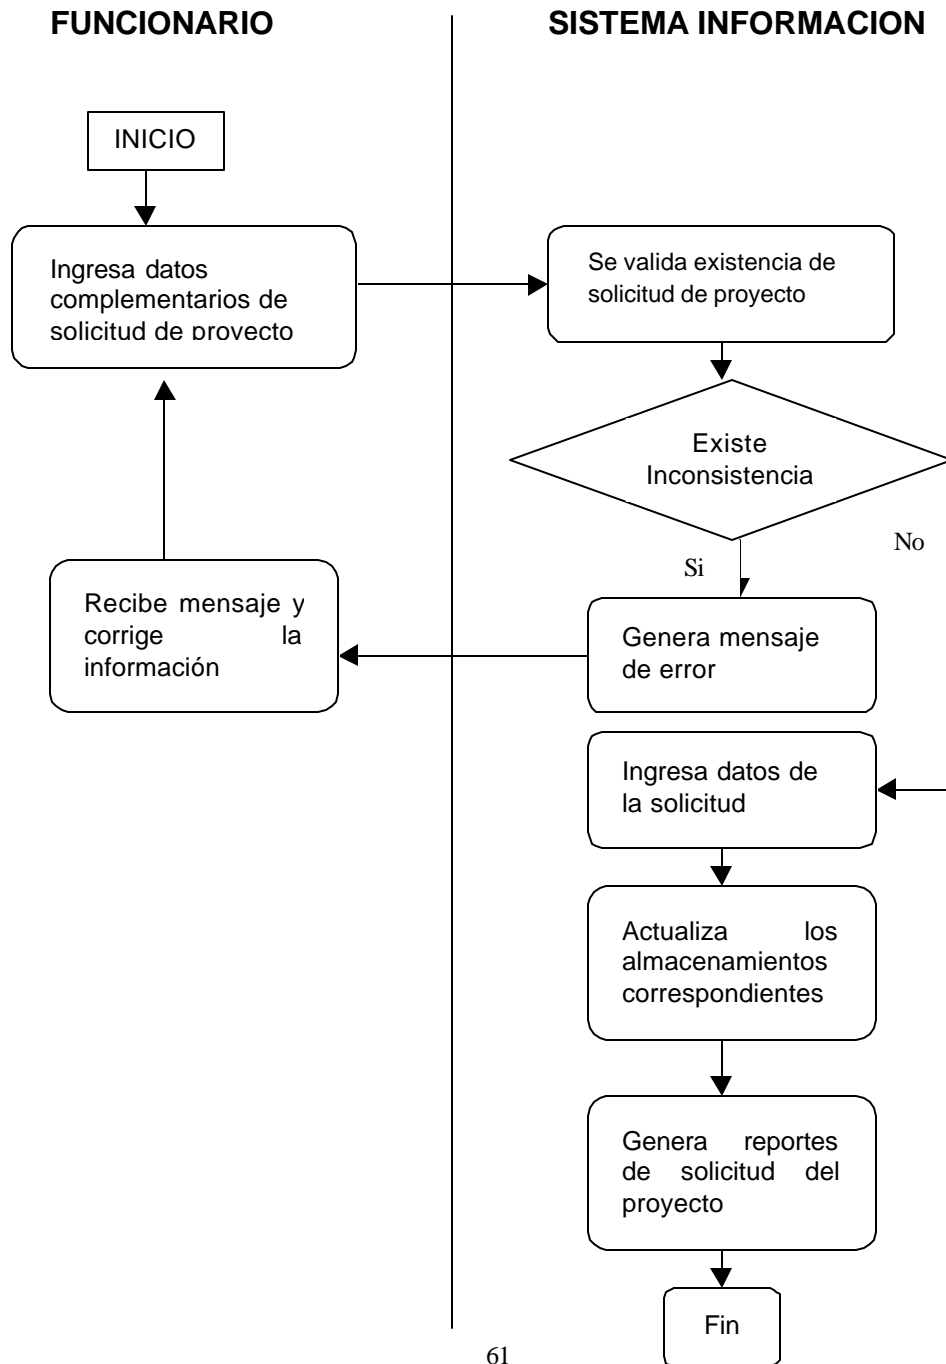 FUNCIONARIO
SISTEMA INFORMACION
INICIO
Ingresa datos
complementarios de
solicitud de proyecto
Se valida existencia de
solicitud de proyecto
Existe
Inconsistencia
No
Si
Recibe mensaje y
corrige la
información
Genera mensaje
de error
Ingresa datos de
la solicitud
Actualiza los
almacenamientos
correspondientes
Genera reportes
de solicitud del
proyecto
Fin
61